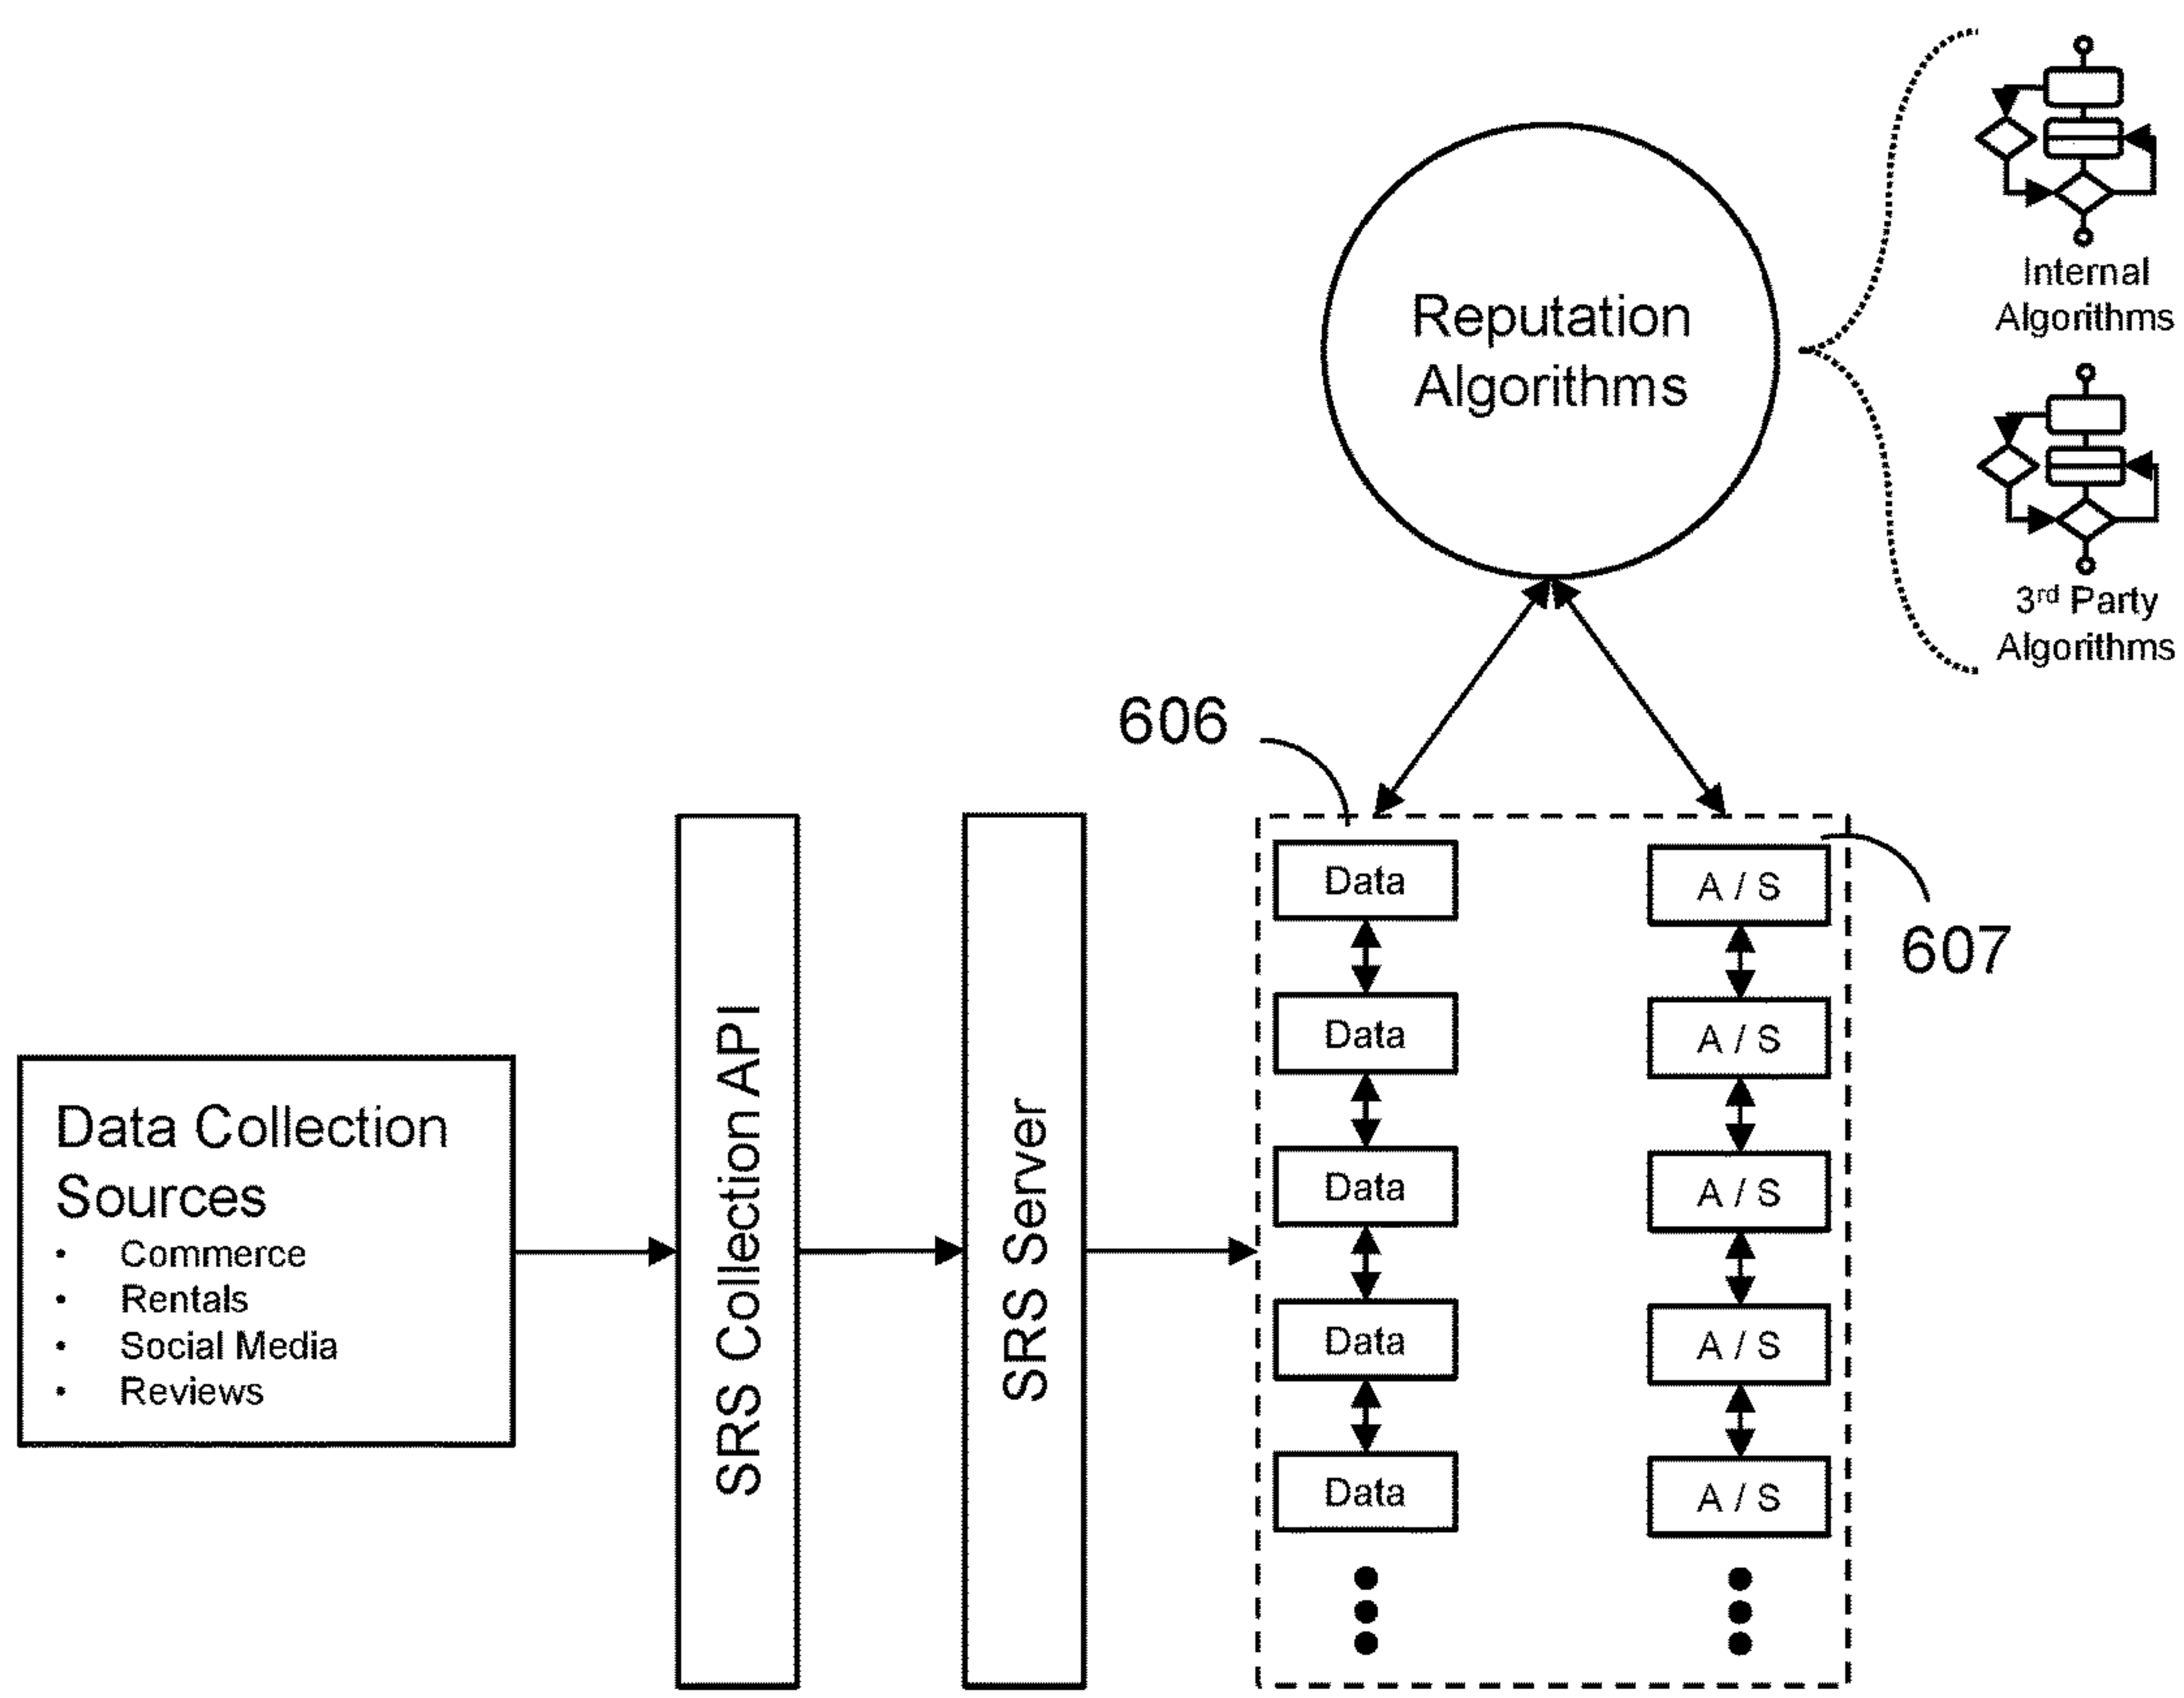 Internal
Algorithms
Reputation
Algorithms
3rd Party
Algorithms
606
607
Data Collection
Sources
• Commerce
• Rentals
• Social Media
• Reviews
SRS Collection API
SRS Server
Data
A / S
Data
A / S
Data
A / S
Data
A / S
Data
A / S